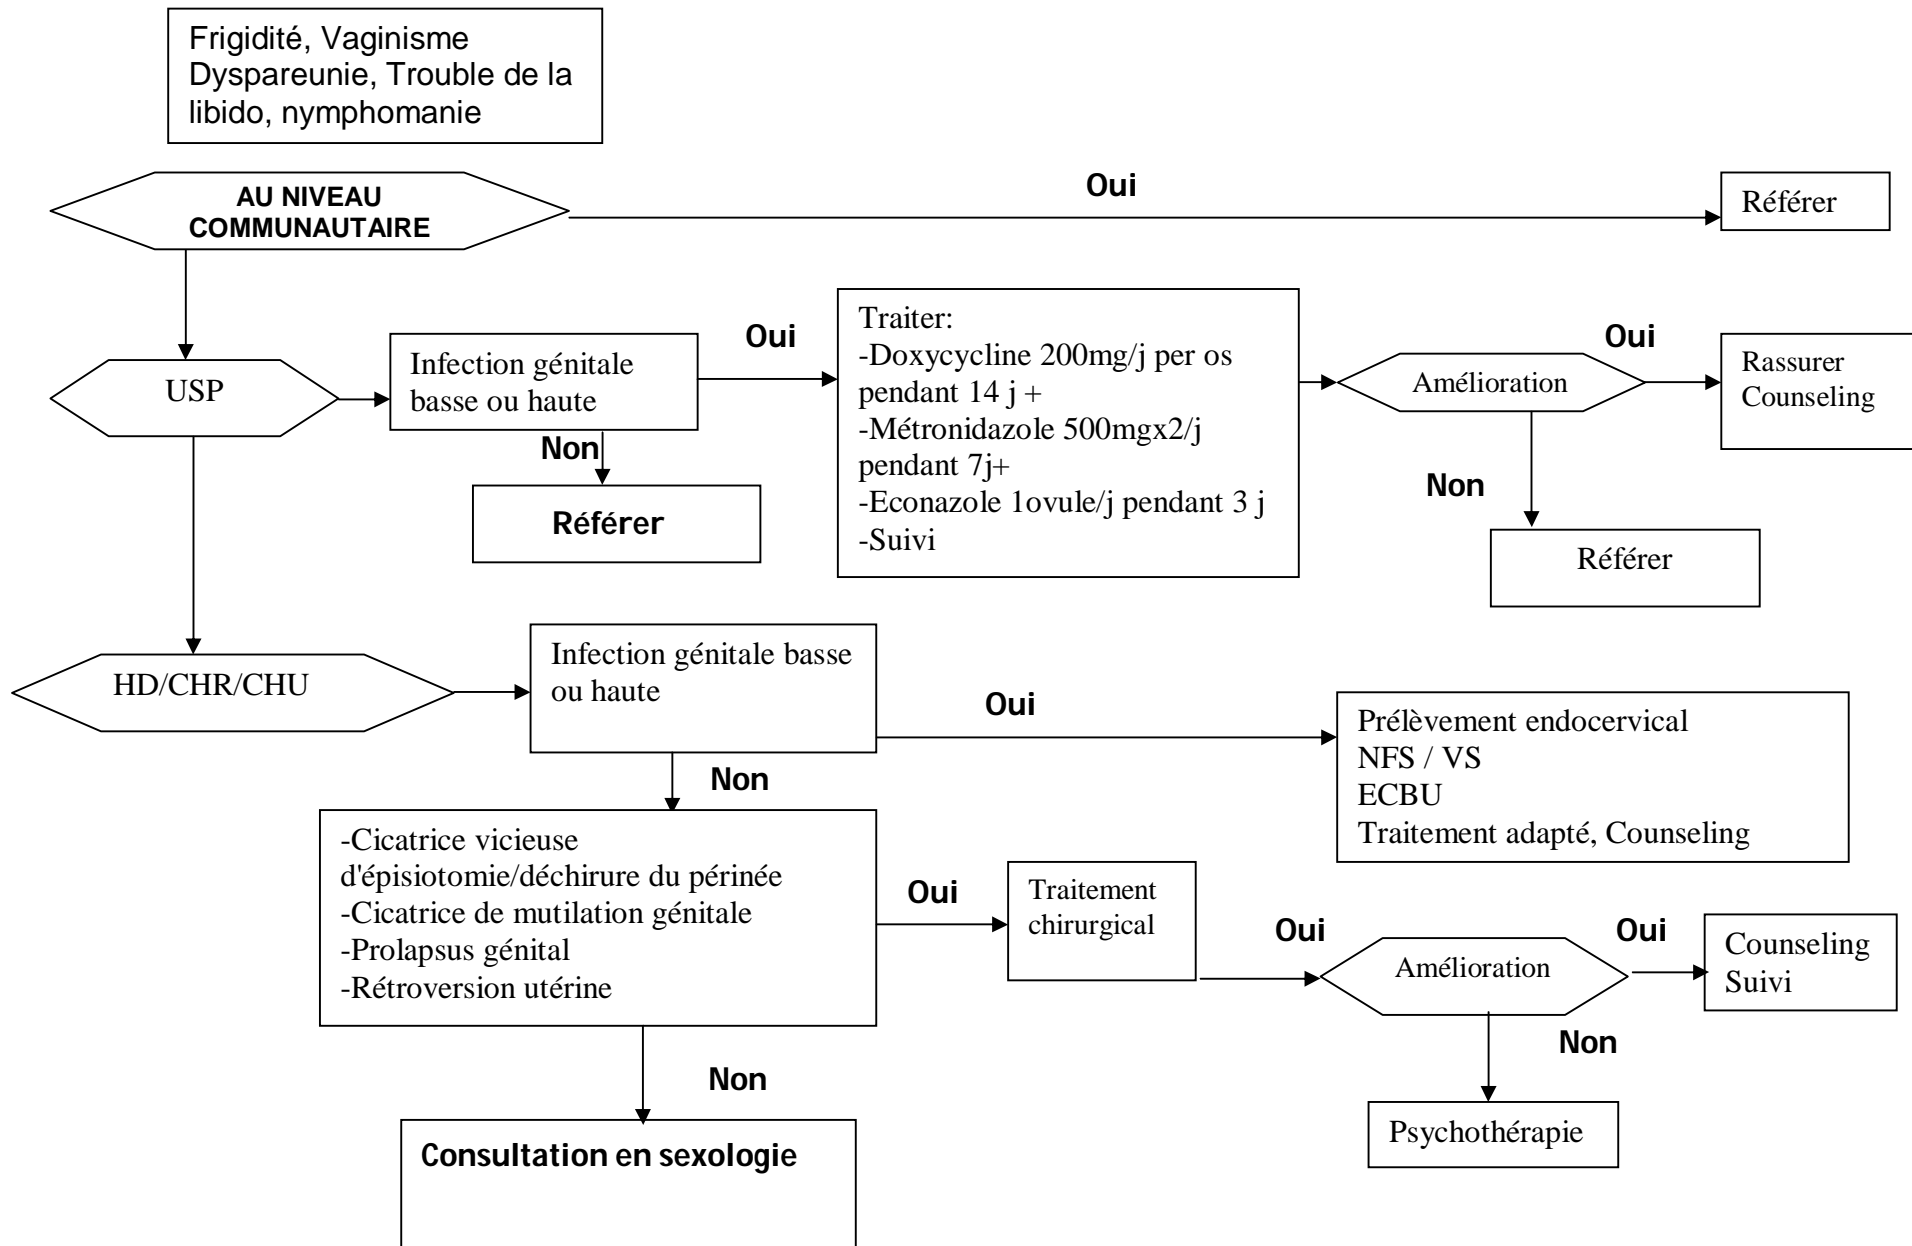 Frigidité, Vaginisme
Dyspareunie, Trouble de la
libido, nymphomanie
AU NIVEAU
COMMUNAUTAIRE
Oui
Référer
USP
Infection génitale
basse ou haute
Oui
Non
Référer
Traiter:
-Doxycycline 200mg/j per os
pendant 14 j +
-Métronidazole 500mgx2/j
pendant 7j+
-Econazole 1ovule/j pendant 3 j
-Suivi
Amélioration
Oui
Rassurer
Counseling
Non
Référer
HD/CHR/CHU
Infection génitale basse
ou haute
Oui
Prélèvement endocervical
NFS / VS
ECBU
Traitement adapté, Counseling
Non
-Cicatrice vicieuse
d'épisiotomie/déchirure du périnée
-Cicatrice de mutilation génitale
-Prolapsus génital
-Rétroversion utérine
Oui
Traitement
chirurgical
Oui
Amélioration
Oui
Counseling
Suivi
Non
Psychothérapie
Non
Consultation en sexologie